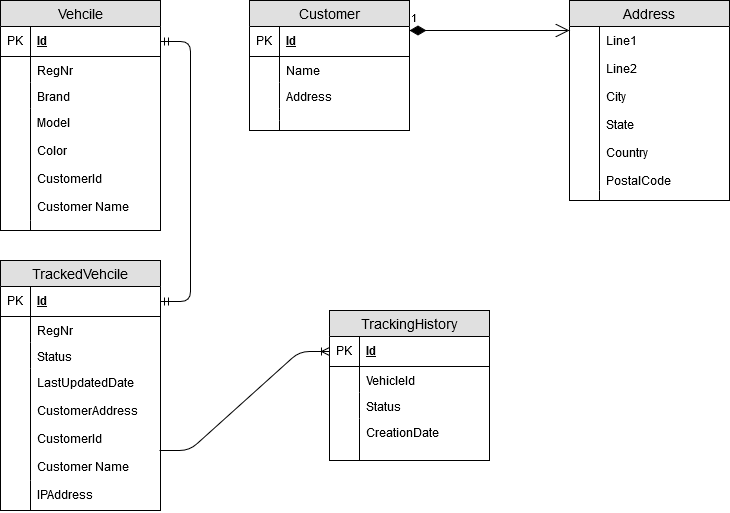 Vehcile
PK Id
RegNr
Brand
Model
Color
CustomerId
Customer Name
Customer
PK Id
Name
Address
1
Address
Line1
Line2
City
State
Country
PostalCode
TrackedVehcile
PK Id
RegNr
Status
LastUpdatedDate
CustomerAddress
CustomerId
Customer Name
IPAddress
TrackingHistory
PK Id
VehicleId
Status
CreationDate